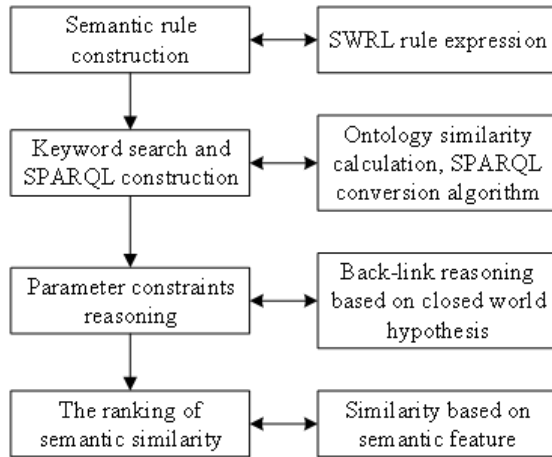 Semantic rule
construction
SWRL rule expression
Keyword search and
SPARQL construction
Ontology similarity
calculation, SPARQL
conversion algorithm
Parameter constraints
reasoning
Back-link reasoning
based on closed world
hypothesis
The ranking of
semantic similarity
Similarity based on
semantic feature